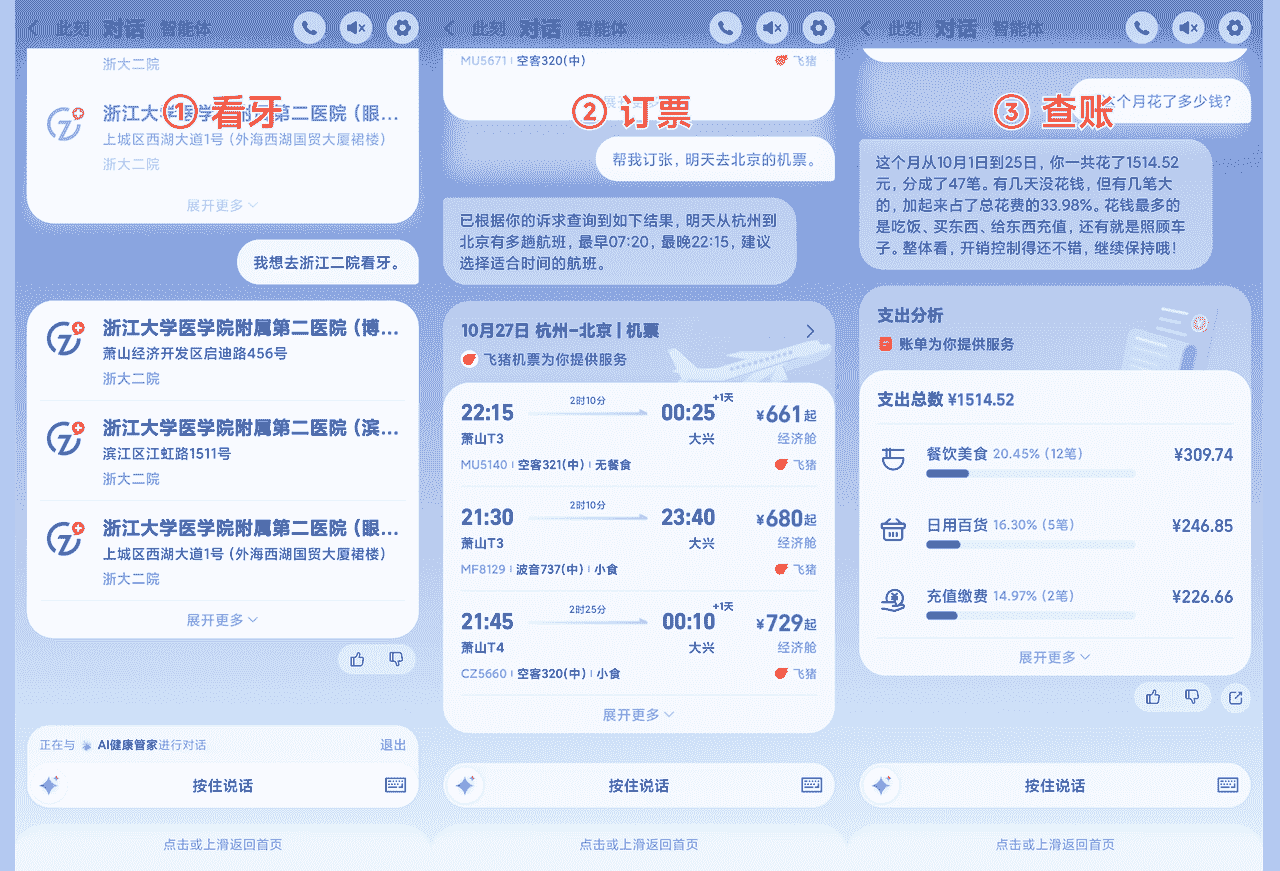 此刻 对话 智能体
浙大二院
① 看牙
浙江大学医学院附属第二医院（眼...
上城区西湖大道1号（外海西湖国贸大厦裙楼）
浙大二院
展开更多
我想去浙江二院看牙。
浙江大学医学院附属第二医院（博...
萧山经济开发区启迪路456号
浙大二院
浙江大学医学院附属第二医院（滨...
滨江区江虹路1511号
浙大二院
浙江大学医学院附属第二医院（眼...
上城区西湖大道1号（外海西湖国贸大厦裙楼）
浙大二院
展开更多
正在与 AI健康管家进行对话 退出
按住说话
点击或上滑返回首页
此刻 对话 智能体
MU5671 空客320(中) 飞猪
展开更多
② 订票
帮我订张，明天去北京的机票。
已根据你的诉求查询到如下结果，明天从杭州到
北京有多趟航班，最早07:20，最晚22:15，建议
选择适合时间的航班。
10月27日 杭州-北京 | 机票
飞猪机票为你提供服务
22:15 2时10分 00:25 +1天 ¥661起
萧山T3 大兴 经济舱
MU5140 空客321(中) 无餐食 飞猪
21:30 2时10分 23:40 ¥680起
萧山T3 大兴 经济舱
MF8129 波音737(中) 小食 飞猪
21:45 2时25分 00:10 +1天 ¥729起
萧山T4 大兴 经济舱
CZ5660 空客320(中) 小食 飞猪
展开更多
按住说话
点击或上滑返回首页
此刻 对话 智能体
③ 查账
个月花了多少钱?
这个月从10月1日到25日，你一共花了1514.52
元，分成了47笔。有几天没花钱，但有几笔大
的，加起来占了总花费的33.98%。花钱最多的
是吃饭、买东西、给东西充值，还有就是照顾车
子。整体看，开销控制得还不错，继续保持哦！
支出分析
账单为你提供服务
支出总数 ¥1514.52
餐饮美食 20.45%（12笔） ¥309.74
日用百货 16.30%（5笔） ¥246.85
充值缴费 14.97%（2笔） ¥226.66
展开更多
按住说话
点击或上滑返回首页